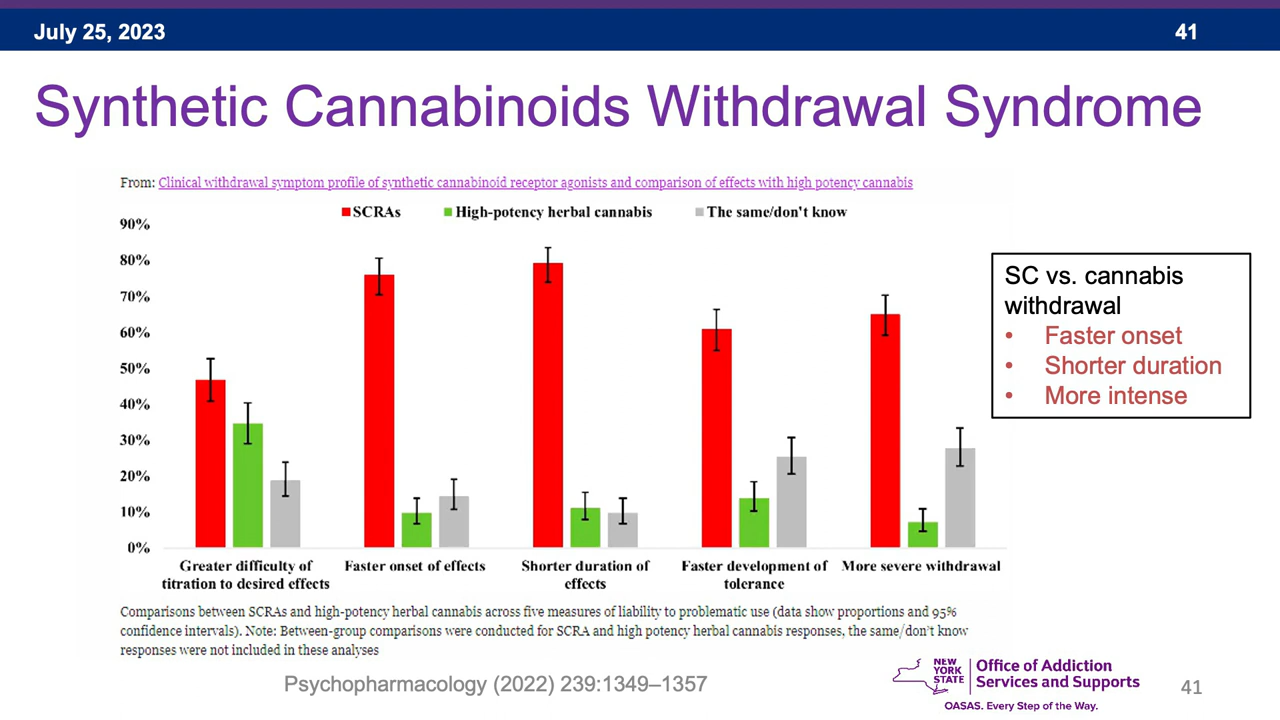 July 25, 2023
41
Synthetic Cannabinoids Withdrawal Syndrome
From: Clinical withdrawal symptom profile of synthetic cannabinoid receptor agonists and comparison of effects with high potency cannabis
SCRAs
High-potency herbal cannabis
The same/don't know
90%
80%
70%
60%
50%
40%
30%
20%
10%
0%
Greater difficulty of
titration to desired effects
Faster onset of effects
Shorter duration of
effects
Faster development of
tolerance
More severe withdrawal
SC vs. cannabis
withdrawal
• Faster onset
• Shorter duration
• More intense
Comparisons between SCRAs and high-potency herbal cannabis across five measures of liability to problematic use (data show proportions and 95%
confidence intervals). Note: Between-group comparisons were conducted for SCRA and high potency herbal cannabis responses, the same/don't know
responses were not included in these analyses
Psychopharmacology (2022) 239:1349–1357
NEW
YORK
STATE
Office of Addiction
Services and Supports
OASAS. Every Step of the Way.
41